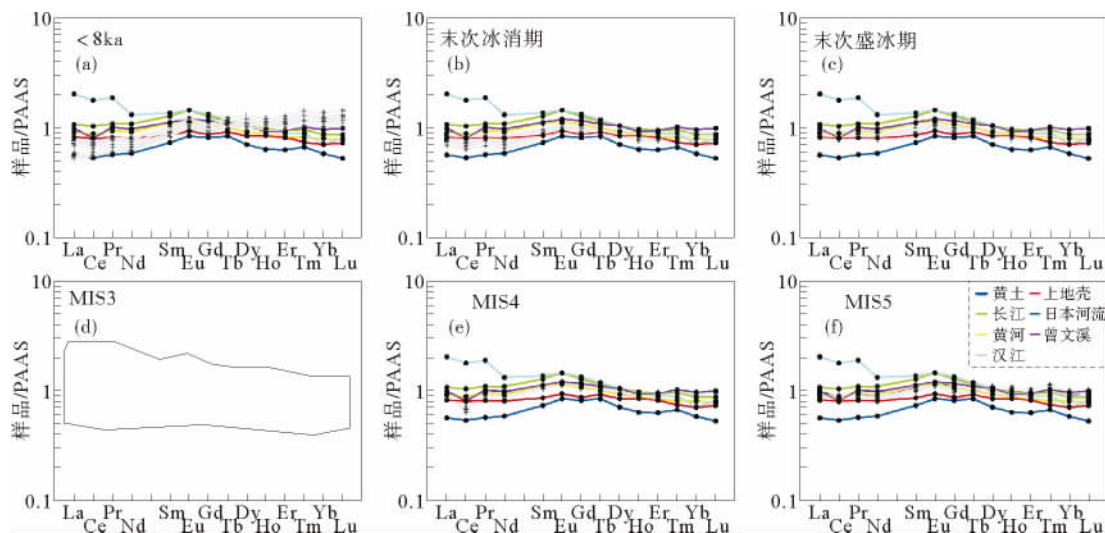 10
<8ka
(a)
样品/PAAS
1
0.1
La Pr Sm Gd Dy Er Yb
Ce Nd Eu Tb Ho Tm Lu
10
末次冰消期
(b)
样品/PAAS
1
0.1
La Pr Sm Gd Dy Er Yb
Ce Nd Eu Tb Ho Tm Lu
10
末次盛冰期
(c)
样品/PAAS
1
0.1
La Pr Sm Gd Dy Er Yb
Ce Nd Eu Tb Ho Tm Lu
10
MIS3
(d)
样品/PAAS
1
0.1
La Pr Sm Gd Dy Er Yb
Ce Nd Eu Tb Ho Tm Lu
10
MIS4
(e)
样品/PAAS
1
0.1
La Pr Sm Gd Dy Er Yb
Ce Nd Eu Tb Ho Tm Lu
10
MIS5
(f)
黄土 上地壳
长江 日本河流
黄河 曾文溪
汉江
样品/PAAS
1
0.1
La Pr Sm Gd Dy Er Yb
Ce Nd Eu Tb Ho Tm Lu